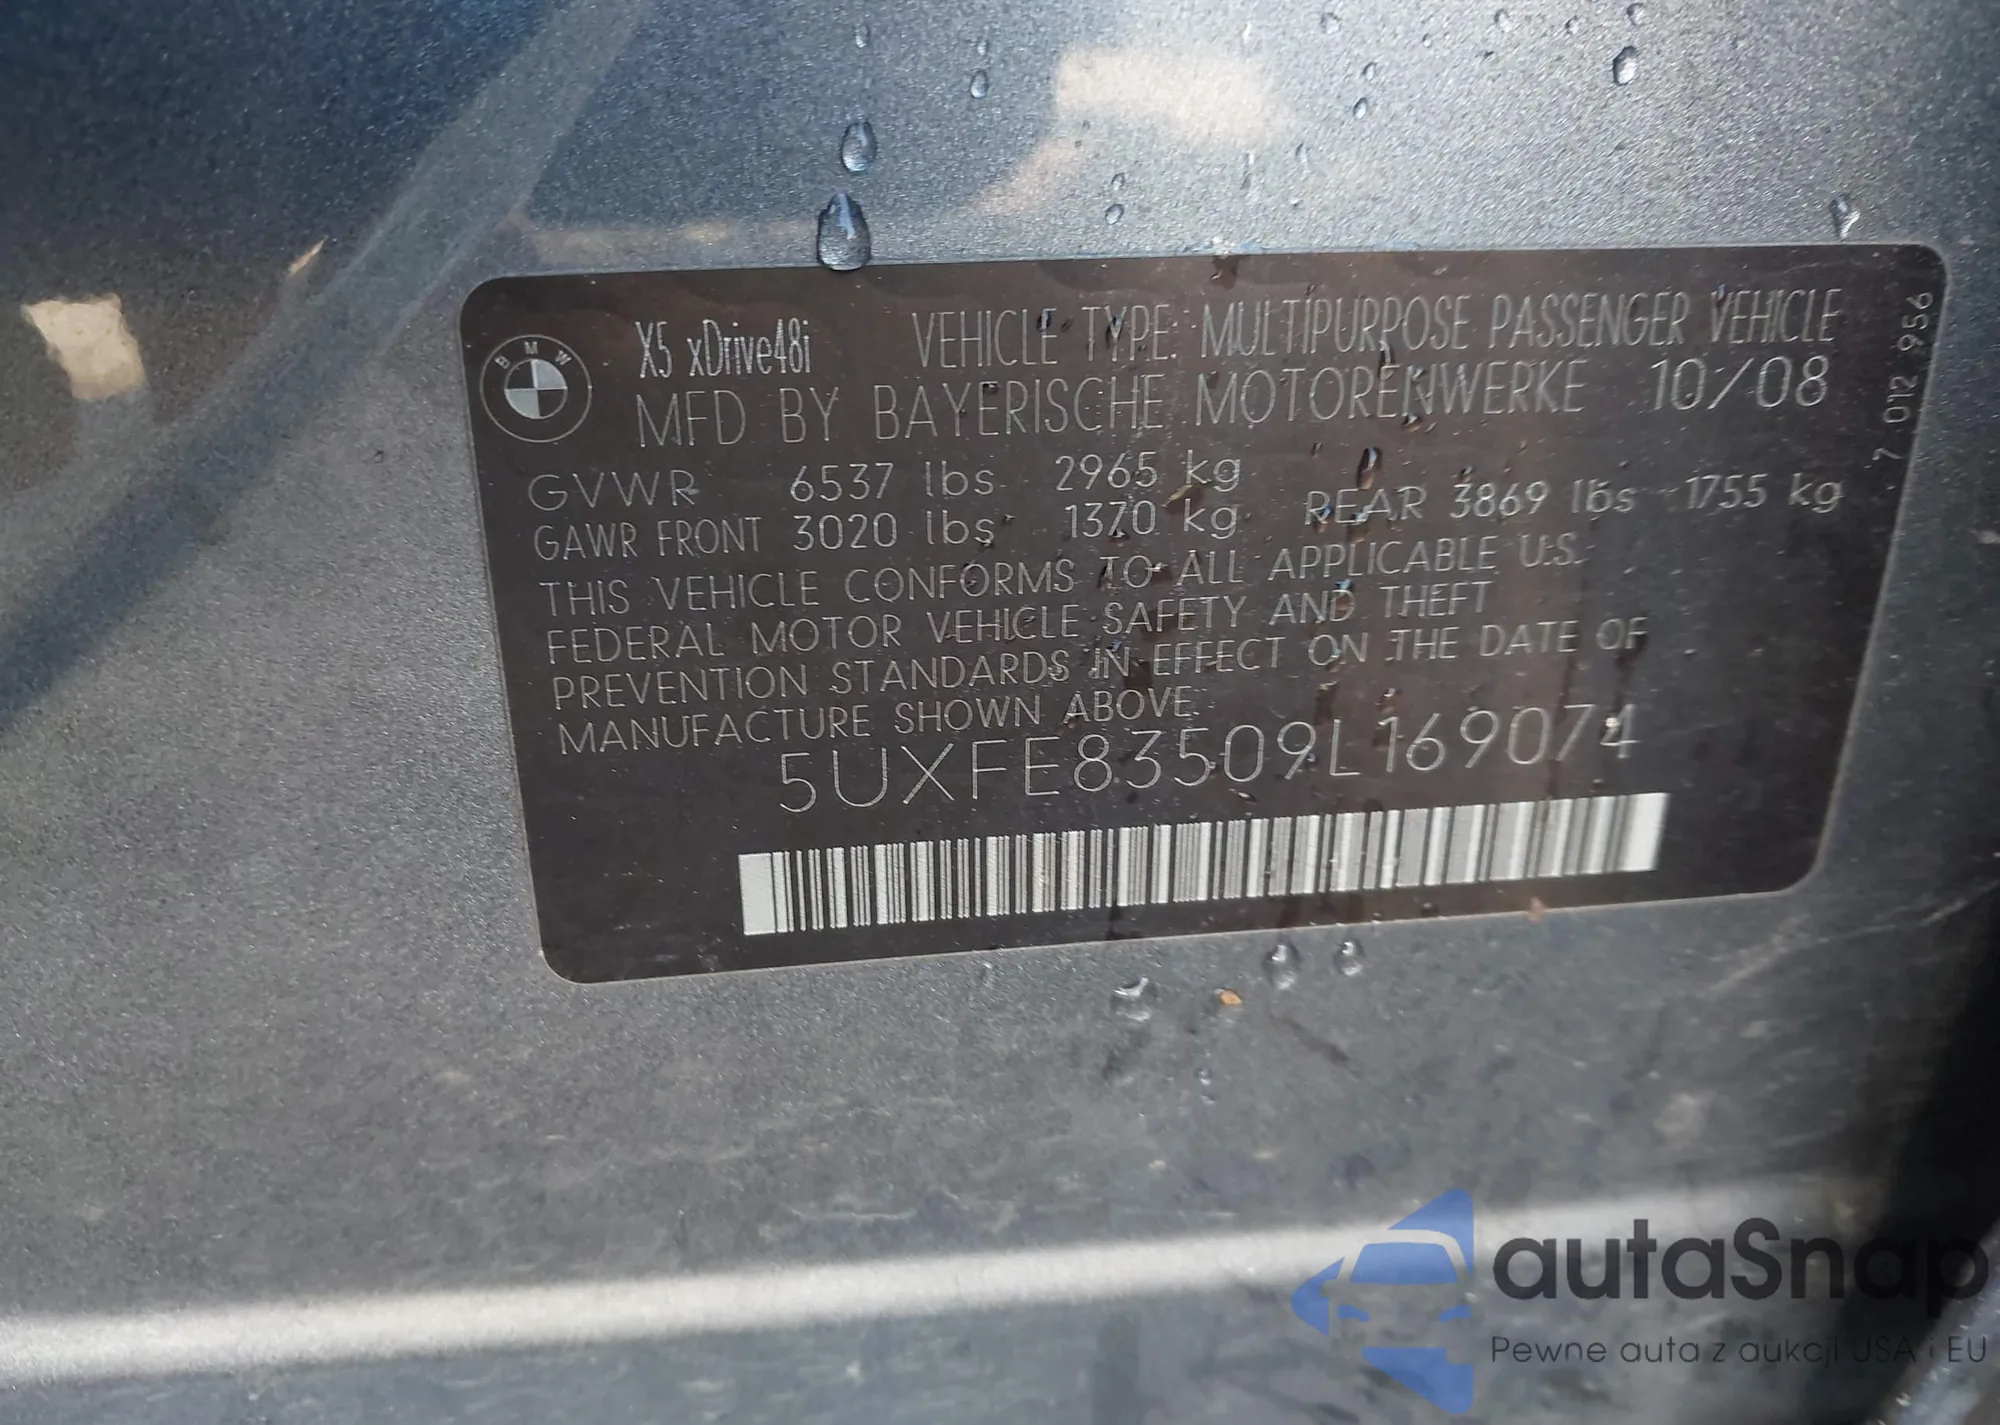 BMW
X5 xDrive48i VEHICLE TYPE: MULTIPURPOSE PASSENGER VEHICLE
MFD BY BAYERISCHE MOTORENWERKE 10/08
GVWR 6537 lbs 2965 kg
GAWR FRONT 3020 lbs 1370 kg REAR 3869 lbs 1755 kg
THIS VEHICLE CONFORMS TO ALL APPLICABLE U.S.
FEDERAL MOTOR VEHICLE SAFETY AND THEFT
PREVENTION STANDARDS IN EFFECT ON THE DATE OF
MANUFACTURE SHOWN ABOVE
5UXFE83509L169074
7 012 956
autaSnap
Pewne auta z aukcji USA i EU